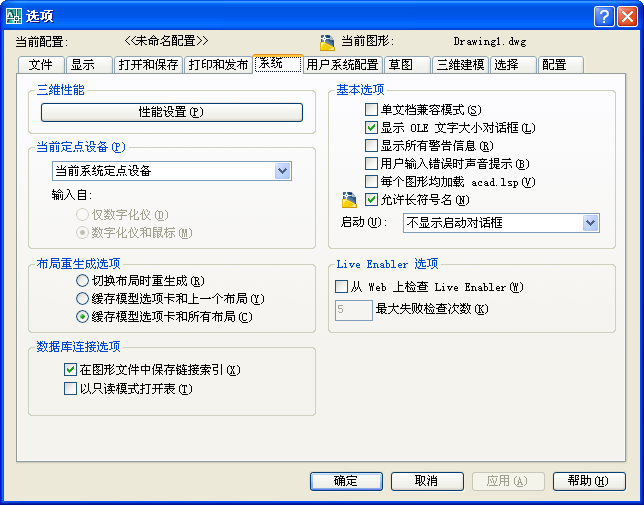 选项
当前配置: <<未命名配置>> 当前图形: Drawing1.dwg
文件 显示 打开和保存 打印和发布 系统 用户系统配置 草图 三维建模 选择 配置
三维性能
性能设置(P)
当前定点设备(P)
当前系统定点设备
输入自:
仅数字化仪(D)
数字化仪和鼠标(M)
布局重生成选项
切换布局时重生成(R)
缓存模型选项卡和上一个布局(Y)
缓存模型选项卡和所有布局(C)
数据库连接选项
在图形文件中保存链接索引(X)
以只读模式打开表(T)
基本选项
单文档兼容模式(S)
显示 OLE 文字大小对话框(L)
显示所有警告信息(R)
用户输入错误时声音提示(B)
每个图形均加载 acad.lsp(V)
允许长符号名(N)
启动(U): 不显示启动对话框
Live Enabler 选项
从 Web 上检查 Live Enabler(W)
5 最大失败检查次数(K)
确定 取消 应用(A) 帮助(H)